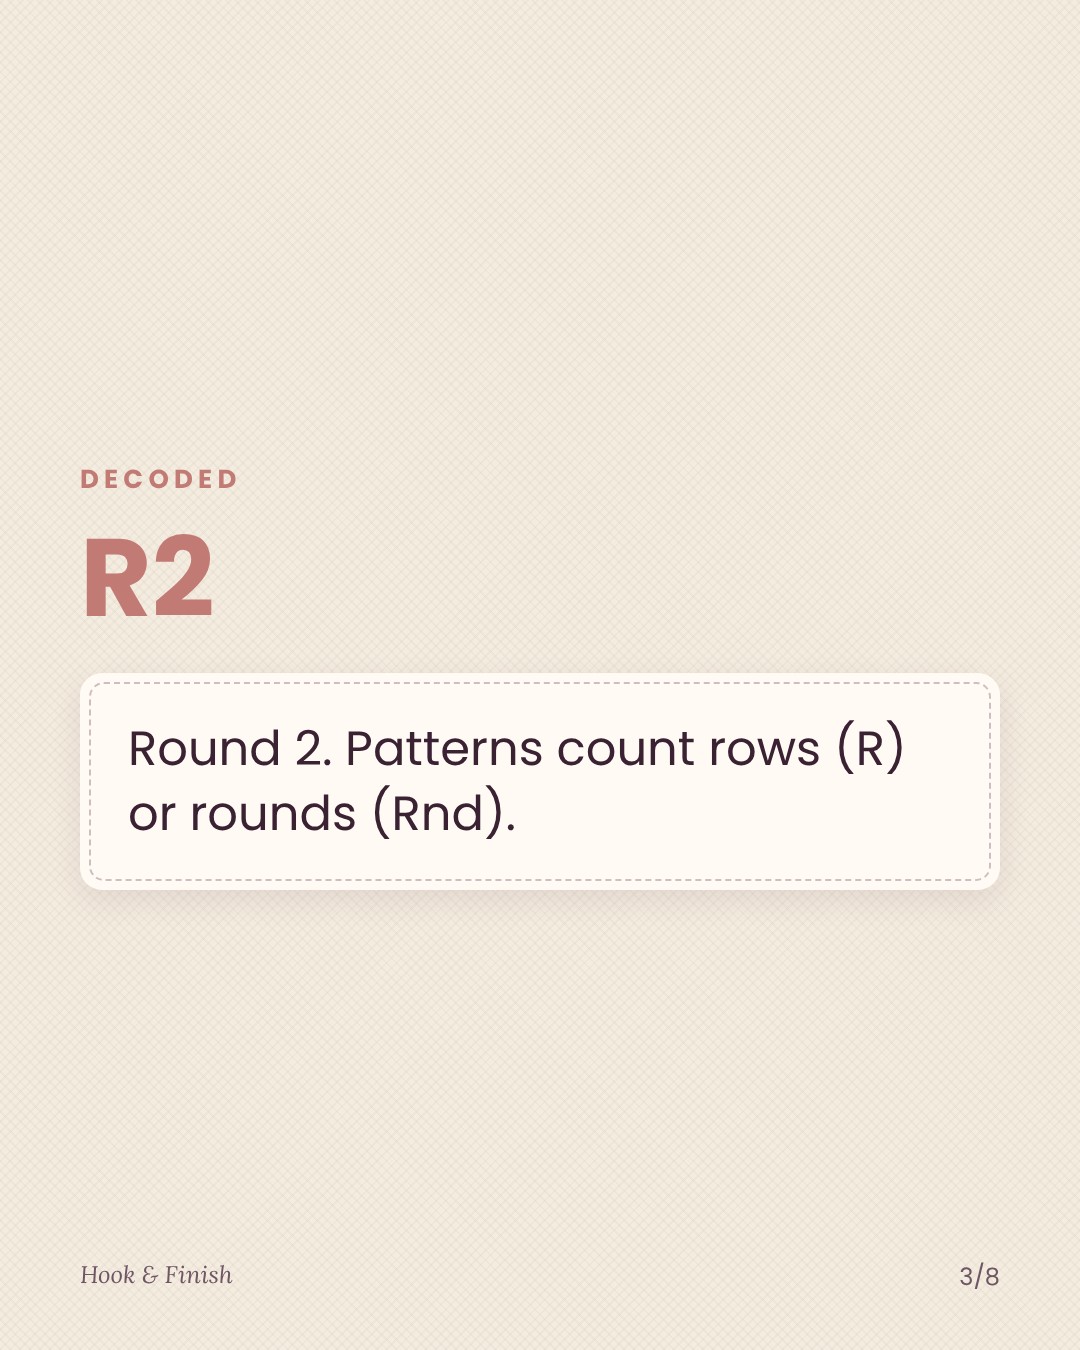 DECODED
R2
Round 2. Patterns count rows (R)
or rounds (Rnd).
Hook & Finish
3/8